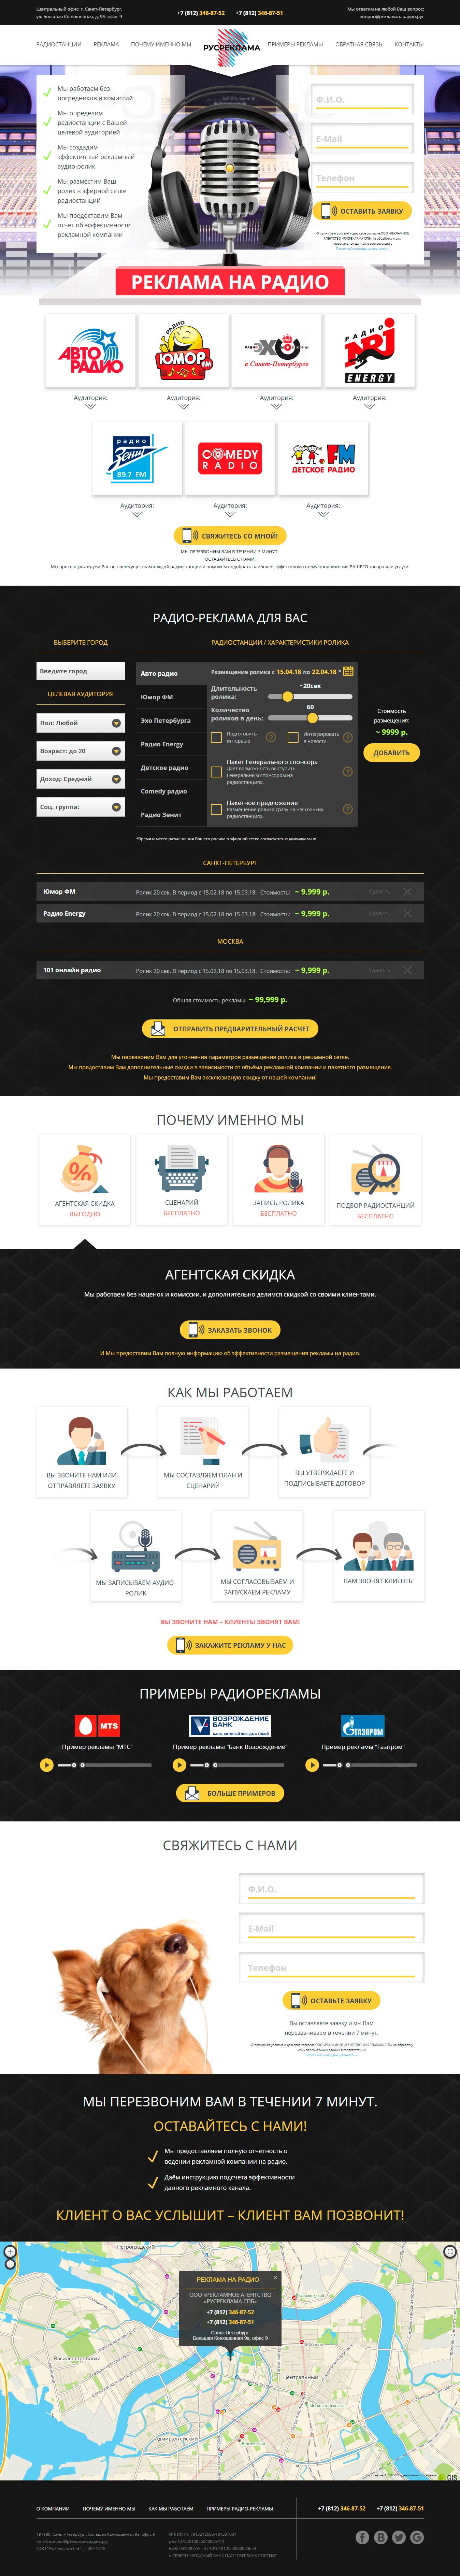 Центральный офис: г. Санкт-Петербург,
ул. Большая Конюшенная, д. 9А, офис 9
+7 (812) 346-87-52 +7 (812) 346-87-51
Мы ответим на любой Ваш вопрос:
вопрос@рекланарадио.рус
РАДИОСТАНЦИИ РЕКЛАМА ПОЧЕМУ ИМЕННО МЫ РУСРЕКЛАМА ПРИМЕРЫ РЕКЛАМЫ ОБРАТНАЯ СВЯЗЬ КОНТАКТЫ
Мы работаем без
посредников и комиссий
Мы определим
радиостанции с Вашей
целевой аудиторией
Мы создадим
эффективный рекламный
аудио-ролик
Мы разместим Ваш
ролик в эфирной сетке
радиостанций
Мы предоставим Вам
отчет об эффективности
рекламной компании
Ф.И.О.
E-Mail
Телефон
ОСТАВИТЬ ЗАЯВКУ
РЕКЛАМА НА РАДИО
АВТО РАДИО
РАДИО ЮМОР FM
РАДИО ЭХО МОСКВЫ
в Санкт-Петербурге
РАДИО NRJ ENERGY
Аудитория: Аудитория: Аудитория: Аудитория:
радио Зенит 89.7 FM
COMEDY RADIO
.FM ДЕТСКОЕ РАДИО
Аудитория: Аудитория: Аудитория:
СВЯЖИТЕСЬ СО МНОЙ!
МЫ ПЕРЕЗВОНИМ ВАМ В ТЕЧЕНИИ 7 МИНУТ!
ОСТАВАЙТЕСЬ С НАМИ!
Мы проконсультируем Вас по преимуществам каждой радиостанции и поможем подобрать наиболее эффективную схему продвижения ВАШЕГО товара или услуги!
РАДИО-РЕКЛАМА ДЛЯ ВАС
ВЫБЕРИТЕ ГОРОД
РАДИОСТАНЦИИ / ХАРАКТЕРИСТИКИ РОЛИКА
Введите город
ЦЕЛЕВАЯ АУДИТОРИЯ
Пол: Любой
Возраст: до 20
Доход: Средний
Соц. группа:
Авто радио
Юмор ФМ
Эхо Петербурга
Радио Energy
Детское радио
Comedy радио
Радио Зенит
Размещение ролика с 15.04.18 по 22.04.18 *
Длительность
ролика:
~20сек
Количество
роликов в день:
60
Подготовить
интервью
?
Интегрировать
в новости
?
Пакет Генерального спонсора
Дает возможность выступить
Генеральным спонсором на
радиостанциях.
?
Пакетное предложение
Размещение ролика сразу на нескольких
радиостанциях.
?
Стоимость
размещения:
~ 9999 р.
ДОБАВИТЬ
*Время и место размещения Вашего ролика в эфирной сетке согласуется индивидуально.
САНКТ-ПЕТЕРБУРГ
Юмор ФМ Ролик 20 сек. В период с 15.02.18 по 15.03.18. Стоимость: ~ 9,999 р. Удалить
Радио Energy Ролик 20 сек. В период с 15.02.18 по 15.03.18. Стоимость: ~ 9,999 р. Удалить
МОСКВА
101 онлайн радио Ролик 20 сек. В период с 15.02.18 по 15.03.18. Стоимость: ~ 9,999 р. Удалить
Общая стоимость рекламы ~ 99,999 р.
ОТПРАВИТЬ ПРЕДВАРИТЕЛЬНЫЙ РАСЧЕТ
Мы перезвоним Вам для уточнения параметров размещения ролика в рекламной сетке.
Мы предоставим Вам дополнительные скидки в зависимости от объёма рекламной компании и пакетного размещения.
Мы предоставим Вам эксклюзивную скидку от нашей компании!
ПОЧЕМУ ИМЕННО МЫ
АГЕНТСКАЯ СКИДКА
ВЫГОДНО
СЦЕНАРИЙ
БЕСПЛАТНО
ЗАПИСЬ РОЛИКА
БЕСПЛАТНО
ПОДБОР РАДИОСТАНЦИЙ
БЕСПЛАТНО
АГЕНТСКАЯ СКИДКА
Мы работаем без наценок и комиссии, и дополнительно делимся скидкой со своими клиентами.
ЗАКАЗАТЬ ЗВОНОК
И Мы предоставим Вам полную информацию об эффективности размещения рекламы на радио.
КАК МЫ РАБОТАЕМ
ВЫ ЗВОНИТЕ НАМ ИЛИ
ОТПРАВЛЯЕТЕ ЗАЯВКУ
МЫ СОСТАВЛЯЕМ ПЛАН И
СЦЕНАРИЙ
ВЫ УТВЕРЖДАЕТЕ И
ПОДПИСЫВАЕТЕ ДОГОВОР
МЫ ЗАПИСЫВАЕМ АУДИО-
РОЛИК
МЫ СОГЛАСОВЫВАЕМ И
ЗАПУСКАЕМ РЕКЛАМУ
ВАМ ЗВОНЯТ КЛИЕНТЫ
ВЫ ЗВОНИТЕ НАМ – КЛИЕНТЫ ЗВОНЯТ ВАМ!
ЗАКАЖИТЕ РЕКЛАМУ У НАС
ПРИМЕРЫ РАДИОРЕКЛАМЫ
МТS
ВОЗРОЖДЕНИЕ
БАНК
БАНК, КОТОРЫЙ ВСЕГДА С ТОБОЙ
ГАЗПРОМ
Пример рекламы "МТС" Пример рекламы "Банк Возрождение" Пример рекламы "Газпром"
БОЛЬШЕ ПРИМЕРОВ
СВЯЖИТЕСЬ С НАМИ
Ф.И.О.
E-Mail
Телефон
ОСТАВЬТЕ ЗАЯВКУ
Вы оставляете заявку и мы Вам
перезваниваем в течении 7 минут.
МЫ ПЕРЕЗВОНИМ ВАМ В ТЕЧЕНИИ 7 МИНУТ.
ОСТАВАЙТЕСЬ С НАМИ!
Мы предоставляем полную отчетность о
ведении рекламной компании на радио.
Даём инструкцию подсчета эффективности
данного рекламного канала.
КЛИЕНТ О ВАС УСЛЫШИТ – КЛИЕНТ ВАМ ПОЗВОНИТ!
Петроградский
РЕКЛАМА НА РАДИО
ООО «РЕКЛАМНОЕ АГЕНТСТВО
«РУСРЕКЛАМА СПБ»
+7 (812) 346-87-52
+7 (812) 346-87-51
Санкт-Петербург
Большая Конюшенная 9а, офис 9
Василеостровский
Центральный
Адмиралтейский
GIS
О КОМПАНИИ ПОЧЕМУ ИМЕННО МЫ КАК МЫ РАБОТАЕМ ПРИМЕРЫ РАДИО-РЕКЛАМЫ +7 (812) 346-87-52 +7 (812) 346-87-51